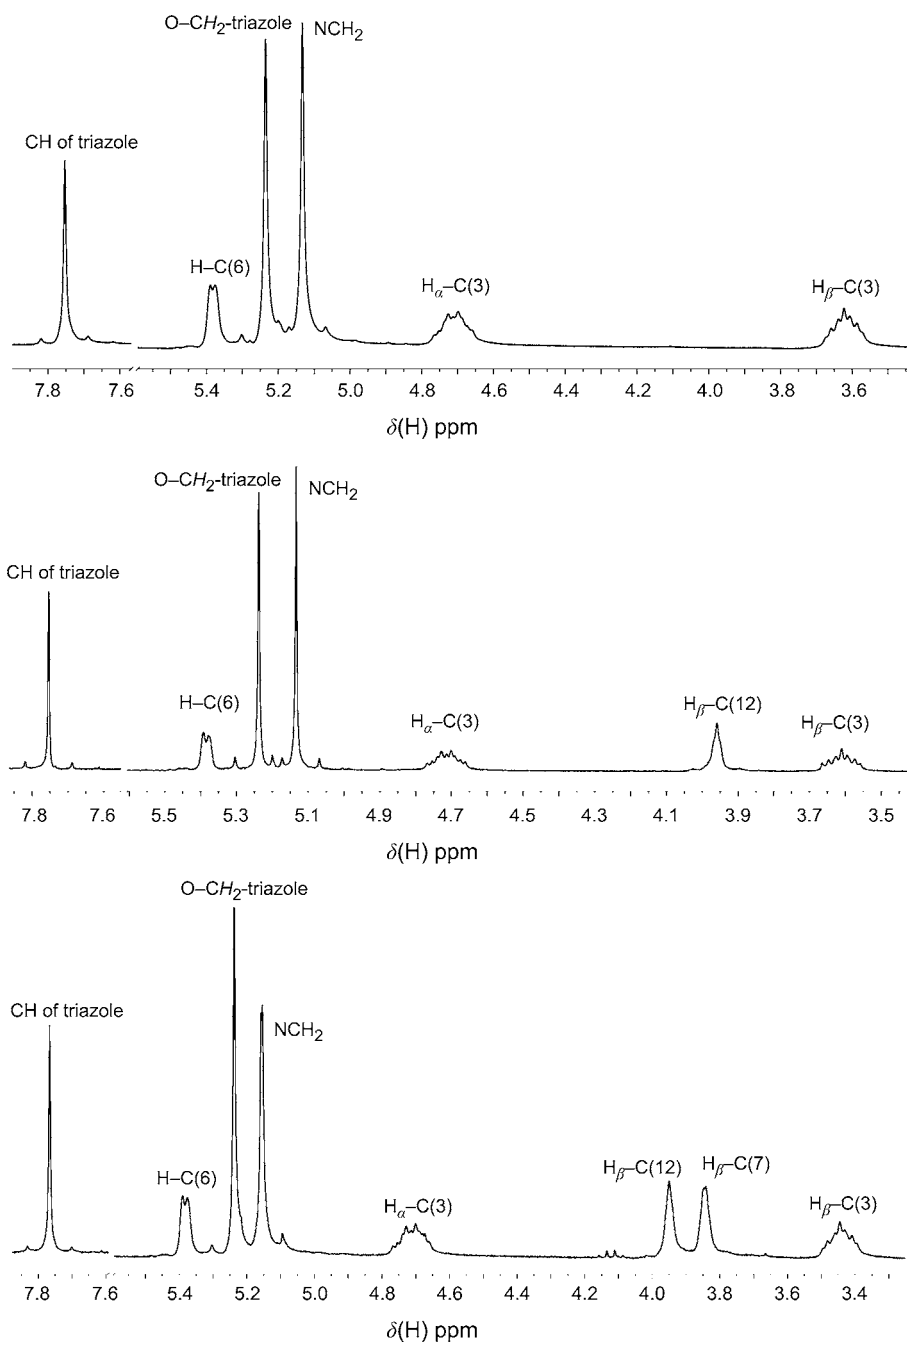 O–CH2-triazole
NCH2
CH of triazole
H–C(6)
Hα–C(3)
Hβ–C(3)
7.8 7.6 5.4 5.2 5.0 4.8 4.6 4.4 4.2 4.0 3.8 3.6
δ(H) ppm
O–CH2-triazole
NCH2
CH of triazole
H–C(6)
Hα–C(3)
Hβ–C(12)
Hβ–C(3)
7.8 7.6 5.5 5.3 5.1 4.9 4.7 4.5 4.3 4.1 3.9 3.7 3.5
δ(H) ppm
O–CH2-triazole
CH of triazole
NCH2
H–C(6)
Hα–C(3)
Hβ–C(12)
Hβ–C(7)
Hβ–C(3)
7.8 7.6 5.4 5.2 5.0 4.8 4.6 4.4 4.2 4.0 3.8 3.6 3.4
δ(H) ppm